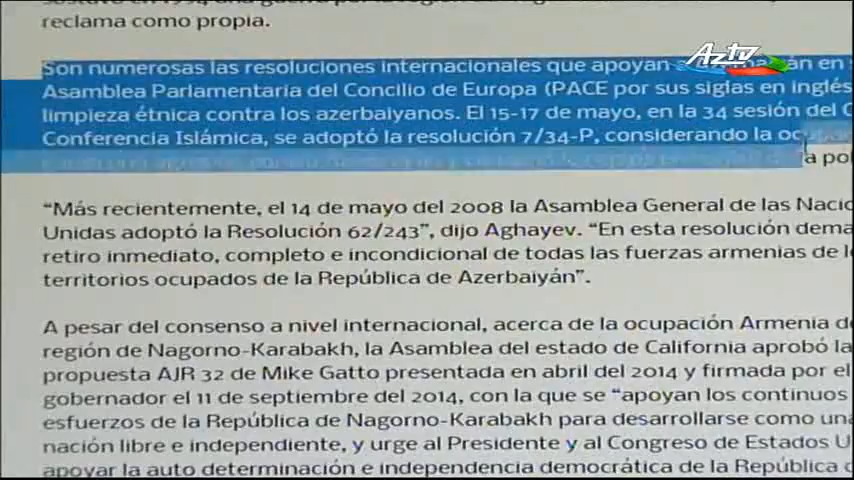 reclama como propia.
Son numerosas las resoluciones internacionales que apoyan a en
Asamblea Parlamentaria del Concilio de Europa (PACE por sus siglas en inglés
limpieza étnica contra los azerbaiyanos. El 15-17 de mayo, en la 34 sesión del
Conferencia Islámica, se adoptó la resolución 7/34-P, considerando la
“Más recientemente, el 14 de mayo del 2008 la Asamblea General de las Nacio
Unidas adoptó la Resolución 62/243”, dijo Aghayev. “En esta resolución dema
retiro inmediato, completo e incondicional de todas las fuerzas armenias de
territorios ocupados de la República de Azerbaiyán”.
A pesar del consenso a nivel internacional, acerca de la ocupación Armenia de
región de Nagorno-Karabakh, la Asamblea del estado de California aprobó la
propuesta AJR 32 de Mike Gatto presentada en abril del 2014 y firmada por el
gobernador el 11 de septiembre del 2014, con la que se “apoyan los continuos
esfuerzos de la República de Nagorno-Karabakh para desarrollarse como una
nación libre e independiente, y urge al Presidente y al Congreso de Estados U
apoyar la auto determinación e independencia democrática de la República
AzTV